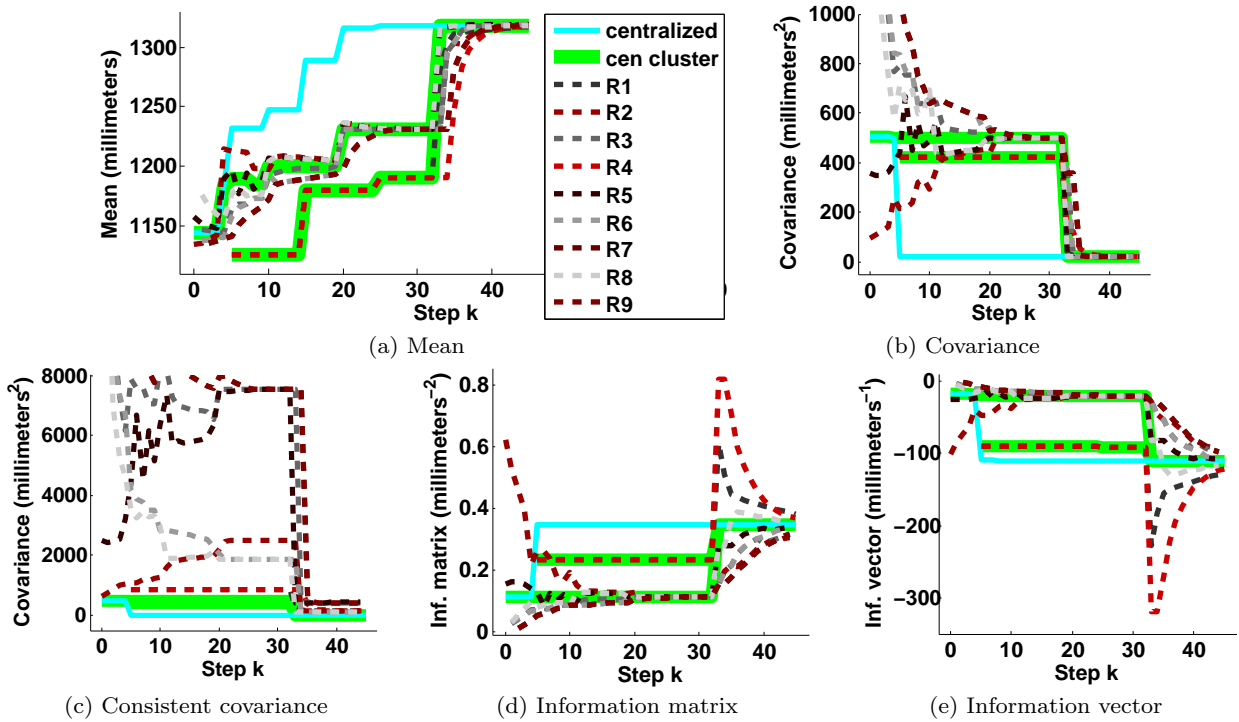 Mean (millimeters)
1300
1250
1200
1150
0
10
20
30
40
Step k
centralized
cen cluster
R1
R2
R3
R4
R5
R6
R7
R8
R9
(a) Mean
Covariance (millimeters²)
1000
800
600
400
200
0
0
10
20
30
40
Step k
(b) Covariance
Covariance (millimeters²)
8000
6000
4000
2000
0
0
10
20
30
40
Step k
(c) Consistent covariance
Inf. matrix (millimeters⁻²)
0.8
0.6
0.4
0.2
0
0
10
20
30
40
Step k
(d) Information matrix
Inf. vector (millimeters⁻¹)
0
−100
−200
−300
0
10
20
30
40
Step k
(e) Information vector